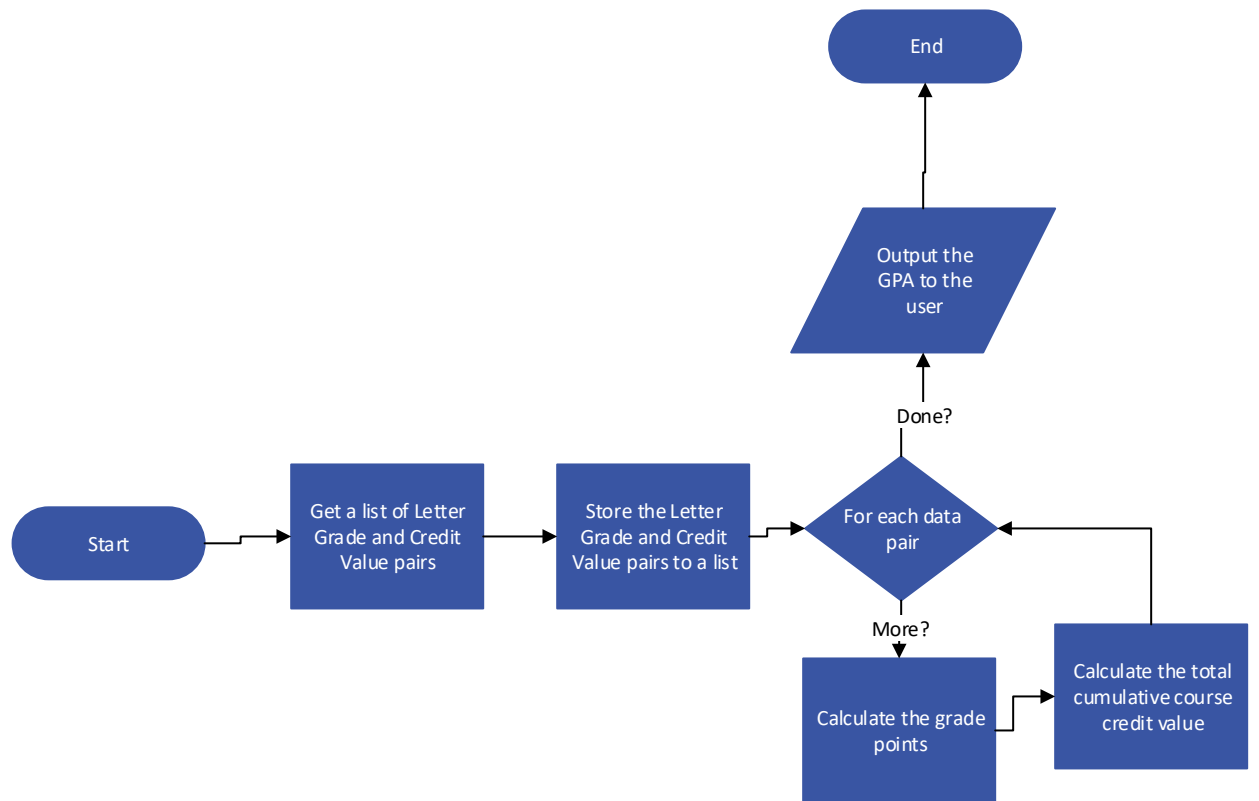 End
Output the
GPA to the
user
Done?
Start
Get a list of Letter
Grade and Credit
Value pairs
Store the Letter
Grade and Credit
Value pairs to a list
For each data
pair
More?
Calculate the grade
points
Calculate the total
cumulative course
credit value